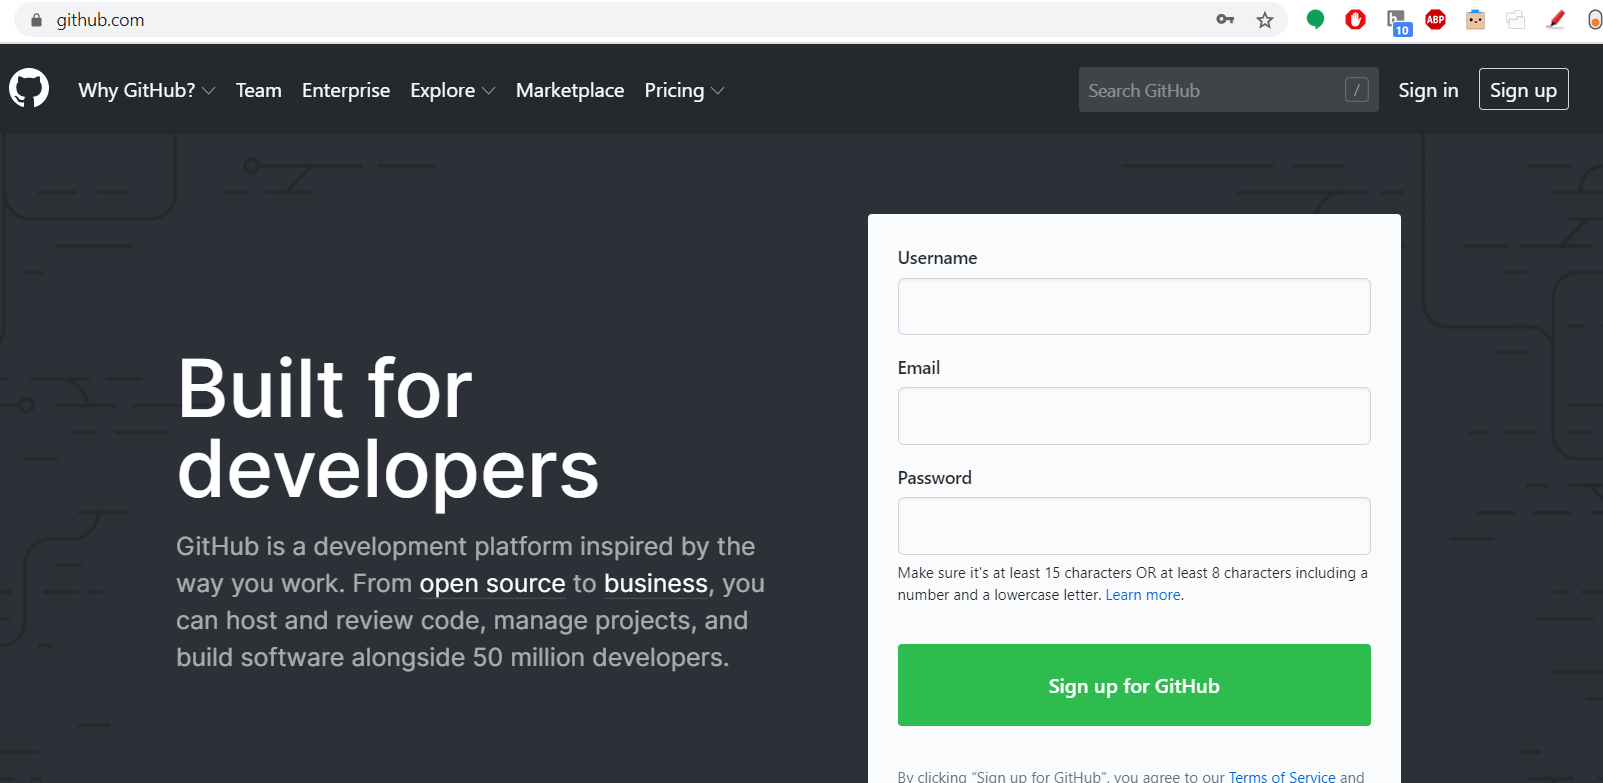 github.com
10
ABP
Why GitHub? Team Enterprise Explore Marketplace Pricing
Search GitHub /
Sign in
Sign up
Built for
developers
GitHub is a development platform inspired by the
way you work. From open source to business, you
can host and review code, manage projects, and
build software alongside 50 million developers.
Username
Email
Password
Make sure it's at least 15 characters OR at least 8 characters including a
number and a lowercase letter. Learn more.
Sign up for GitHub
By clicking “Sign up for GitHub”, you agree to our Terms of Service and